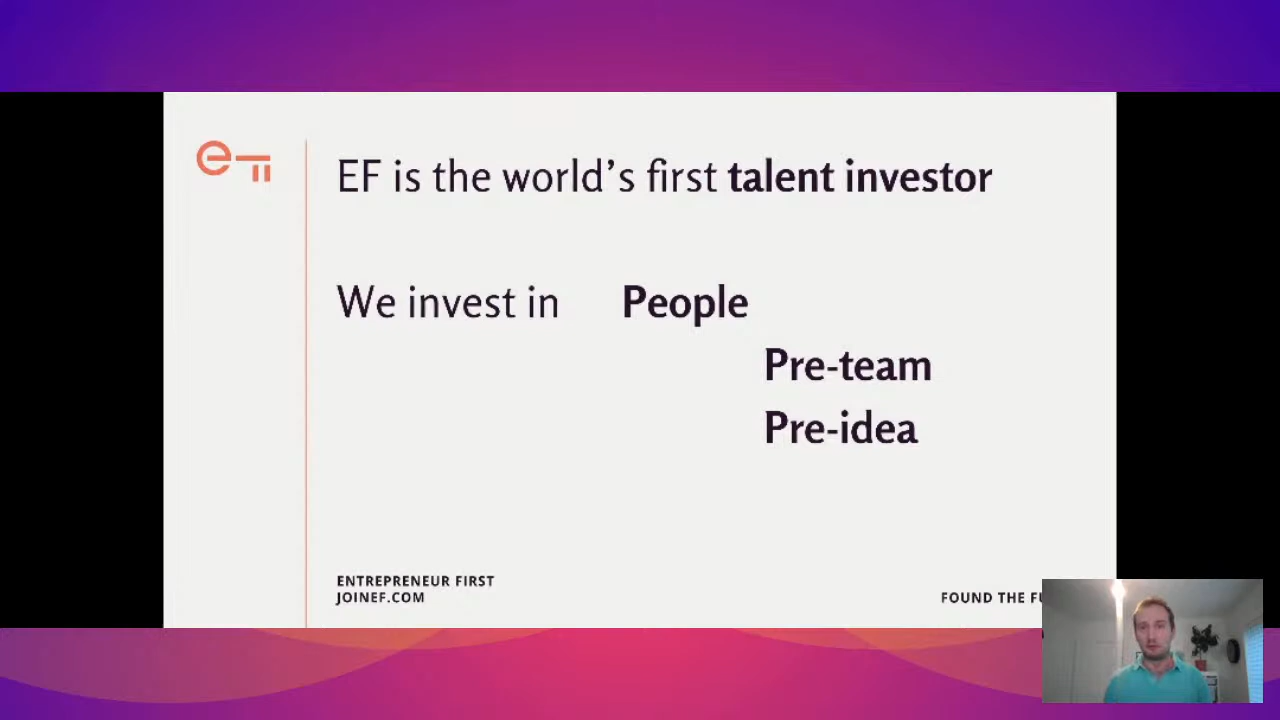 EF is the world’s first talent investor
We invest in People
Pre-team
Pre-idea
ENTREPRENEUR FIRST
JOINEF.COM
FOUND THE